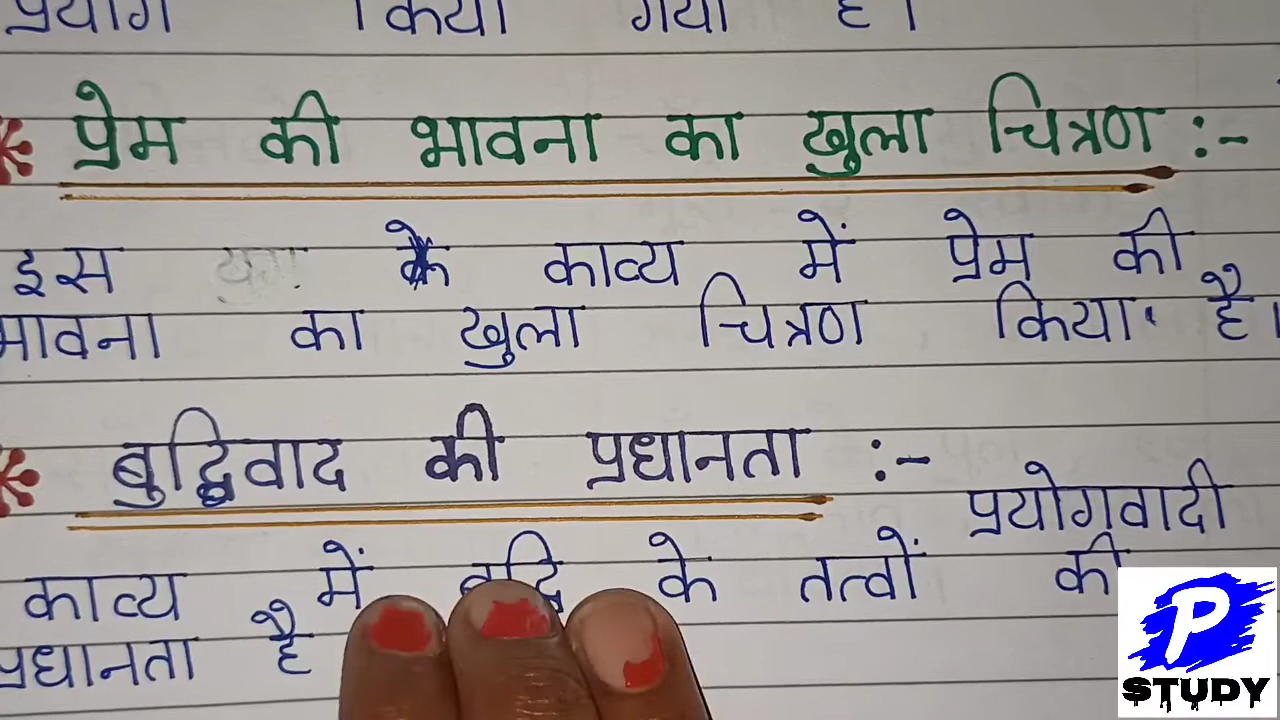 प्रयोग किया गया है।
* प्रेम की भावना का खुला चित्रण :-
इस के काव्य में प्रेम की
भावना का खुला चित्रण किया है।
* बुद्धिवाद की प्रधानता :-
प्रयोगवादी
काव्य में बुद्धि के तत्वों की
प्रधानता है
P
STUDY